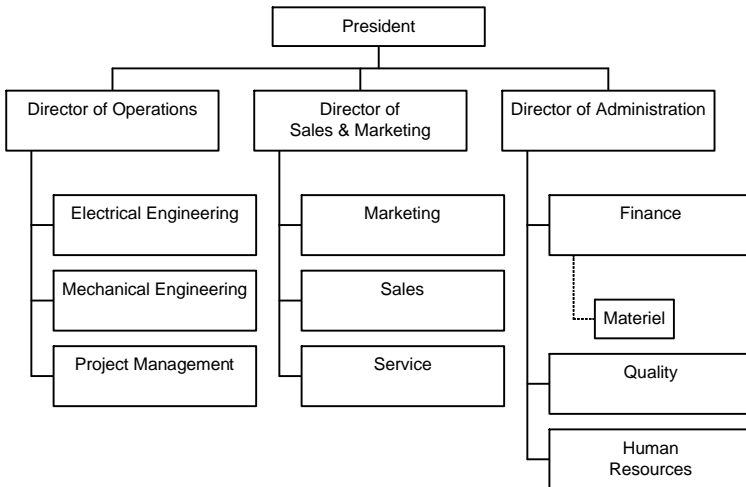 President
Director of Operations
Director of
Sales & Marketing
Director of Administration
Electrical Engineering
Mechanical Engineering
Project Management
Marketing
Sales
Service
Finance
Materiel
Quality
Human
Resources